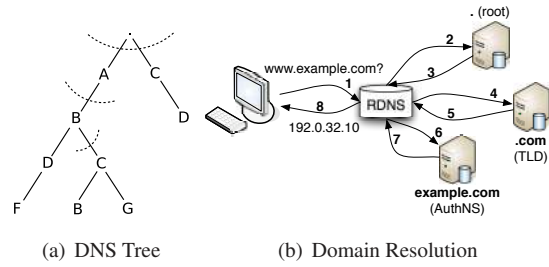 .
A
C
B
D
D
C
F
B
G
(a) DNS Tree
. (root)
2
3
www.example.com?
1
8
RDNS
192.0.32.10
4
5
.com
(TLD)
7
6
example.com
(AuthNS)
(b) Domain Resolution